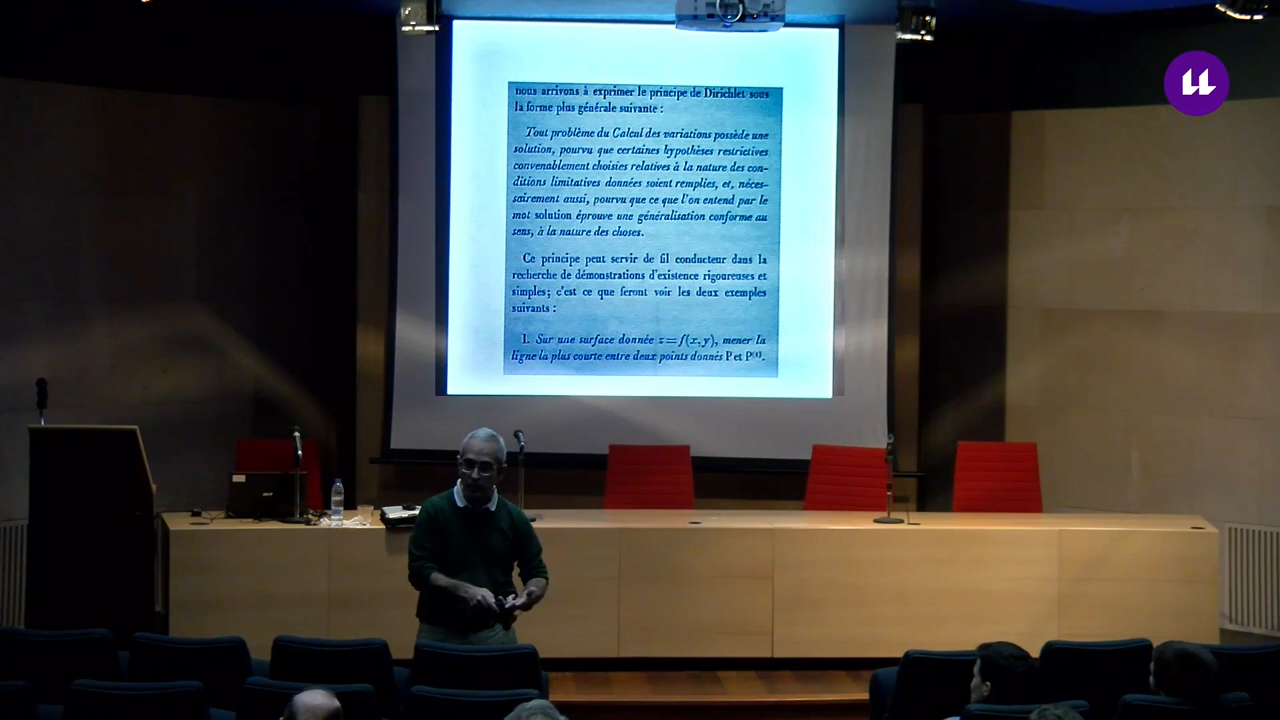 nous arrivons à exprimer le principe de Dirichlet sous
la forme plus générale suivante :
Tout problème du Calcul des variations possède une
solution, pourvu que certaines hypothèses restrictives
convenablement choisies relatives à la nature des con-
ditions limitatives données soient remplies, et, néces-
sairement aussi, pourvu que ce que l'on entend par le
mot solution éprouve une généralisation conforme au
sens, à la nature des choses.
Ce principe peut servir de fil conducteur dans la
recherche de démonstrations d'existence rigoureuses et
simples; c'est ce que feront voir les deux exemples
suivants :
I. Sur une surface donnée z=f(x,y), mener la
ligne la plus courte entre deux points donnés P et P⁽¹⁾.